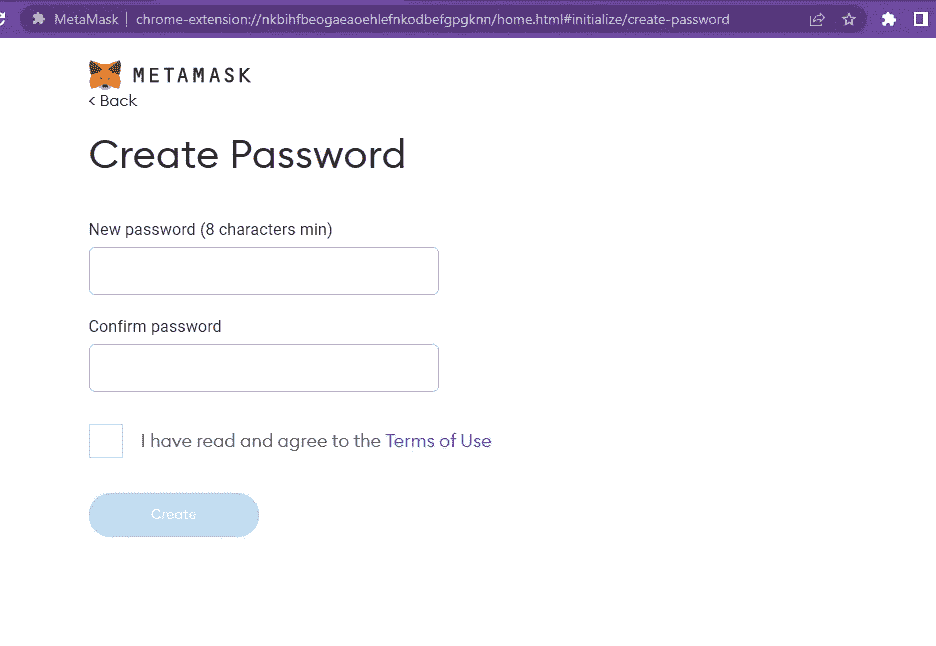 MetaMask | chrome-extension://nkbihfbeogaeaoehlefnkodbefgpgknn/home.html#initialize/create-password
METAMASK
< Back
Create Password
New password (8 characters min)
Confirm password
I have read and agree to the Terms of Use
Create